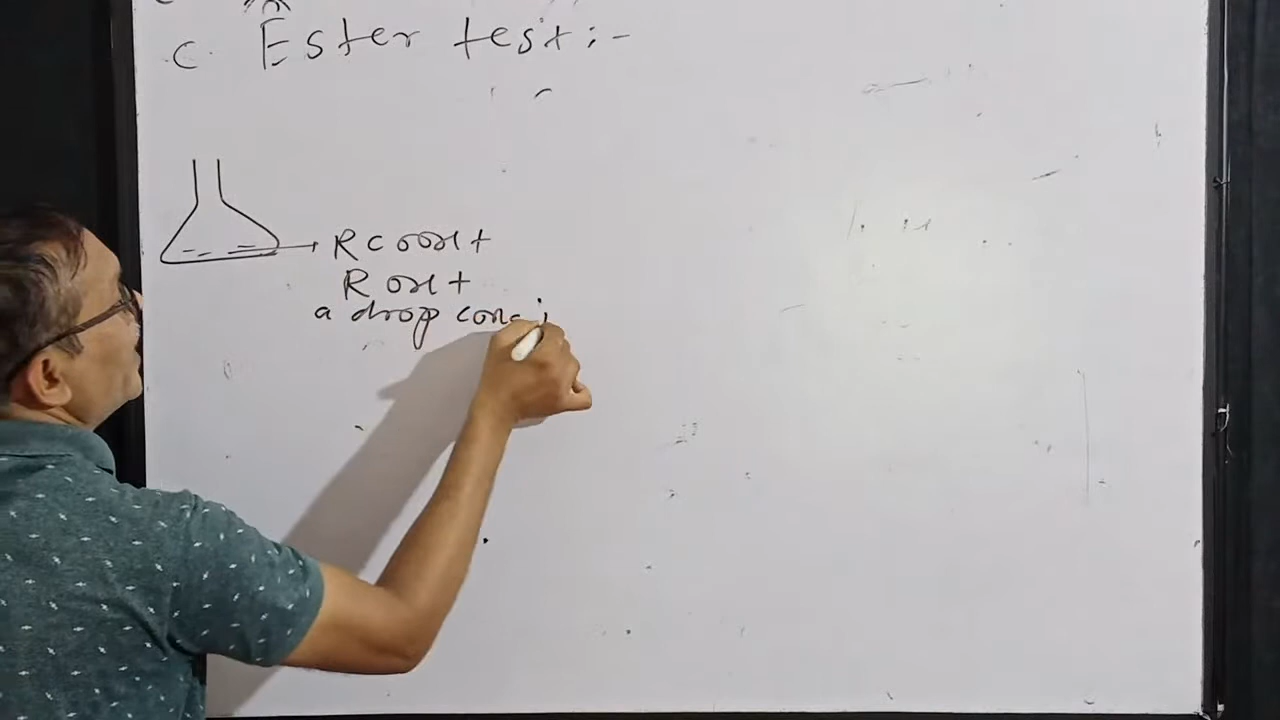 C. Ester test :-
RCOOH +
ROH +
a drop conc